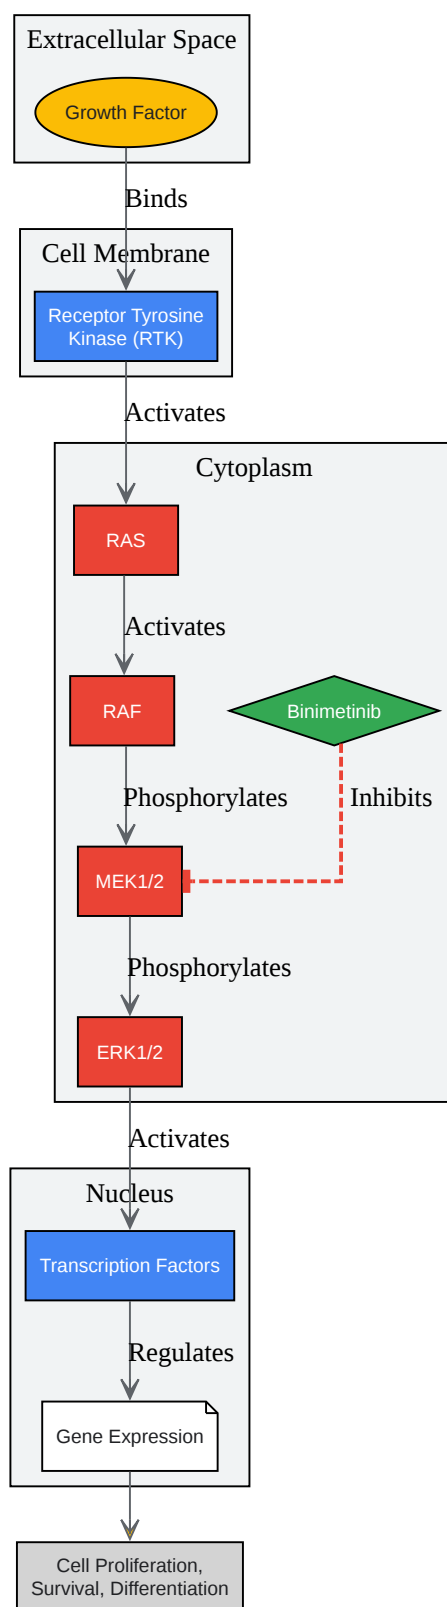 Extracellular Space
Growth Factor
Binds
Cell Membrane
Receptor Tyrosine
Kinase (RTK)
Activates
Cytoplasm
RAS
Activates
RAF
Binimetinib
Phosphorylates
Inhibits
MEK1/2
Phosphorylates
ERK1/2
Activates
Nucleus
Transcription Factors
Regulates
Gene Expression
Cell Proliferation,
Survival, Differentiation